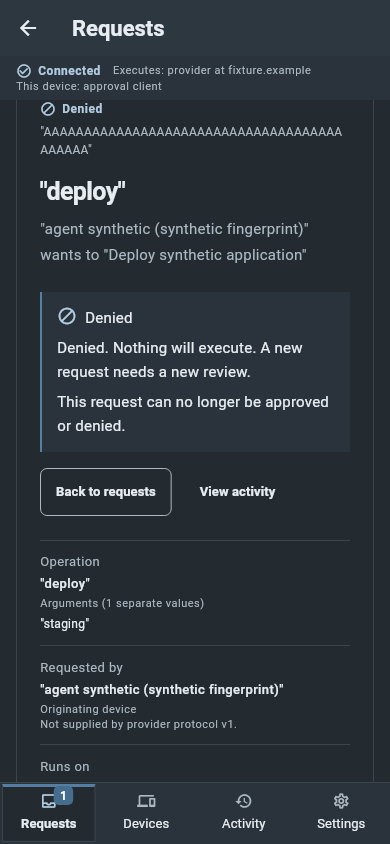 Requests
Connected Executes: provider at fixture.example
This device: approval client
Denied
"AAAAAAAAAAAAAAAAAAAAAAAAAAAAAAAAAAAAA
AAAAAA"
"deploy"
"agent synthetic (synthetic fingerprint)"
wants to "Deploy synthetic application"
Denied
Denied. Nothing will execute. A new
request needs a new review.
This request can no longer be approved
or denied.
Back to requests View activity
Operation
"deploy"
Arguments (1 separate values)
"staging"
Requested by
"agent synthetic (synthetic fingerprint)"
Originating device
Not supplied by provider protocol v1.
Runs on
1
Requests Devices Activity Settings